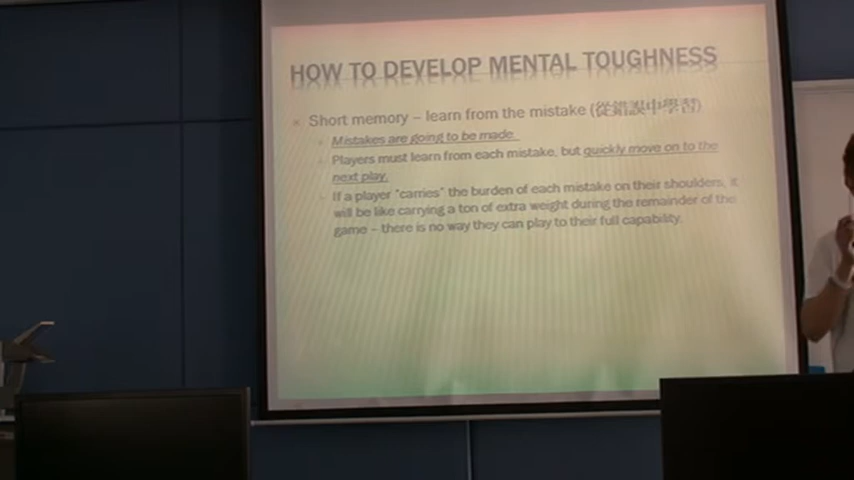 HOW TO DEVELOP MENTAL TOUGHNESS
Short memory – learn from the mistake (從錯誤中學習)
Mistakes are going to be made.
Players must learn from each mistake, but quickly move on to the
next play.
If a player "carries" the burden of each mistake on their shoulders, it
will be like carrying a ton of extra weight during the remainder of the
game – there is no way they can play to their full capability.